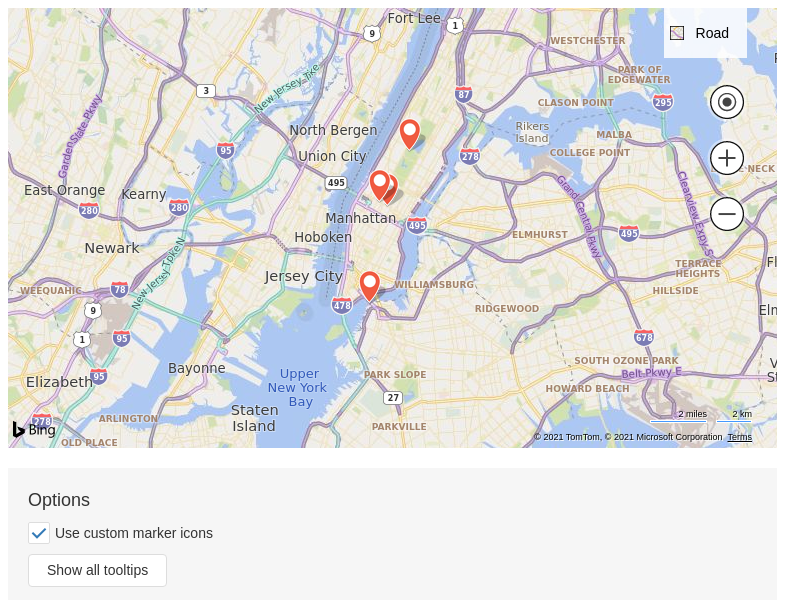 Fort Lee
9
1
Road
WESTCHESTER
PARK OF
EDGEWATER
3
New Jersey Tke
87
295
CLASON POINT
Garden State Pkwy
North Bergen
Rikers
Island
MALBA
95
Union City
278
COLLEGE POINT
495
E NECK
East Orange
Kearny
280
280
Grand Central Pkwy
Clearview Expy S
Manhattan
495
495
Newark
Hoboken
ELMHURST
New Jersey TpkeN
Jersey City
TERRACE
HEIGHTS
Fl
WEEQUAHIC
78
WILLIAMSBURG
HILLSIDE
9
478
RIDGEWOOD
Elm
1
95
678
Bayonne
SOUTH OZONE PARK
V
Elizabeth
95
Upper
New York
Bay
PARK SLOPE
Belt Pkwy E
St
HOWARD BEACH
27
Staten
Island
278
ARLINGTON
2 miles
2 km
Bing
PARKVILLE
OLD PLACE
© 2021 TomTom, © 2021 Microsoft Corporation Terms
Options
Use custom marker icons
Show all tooltips